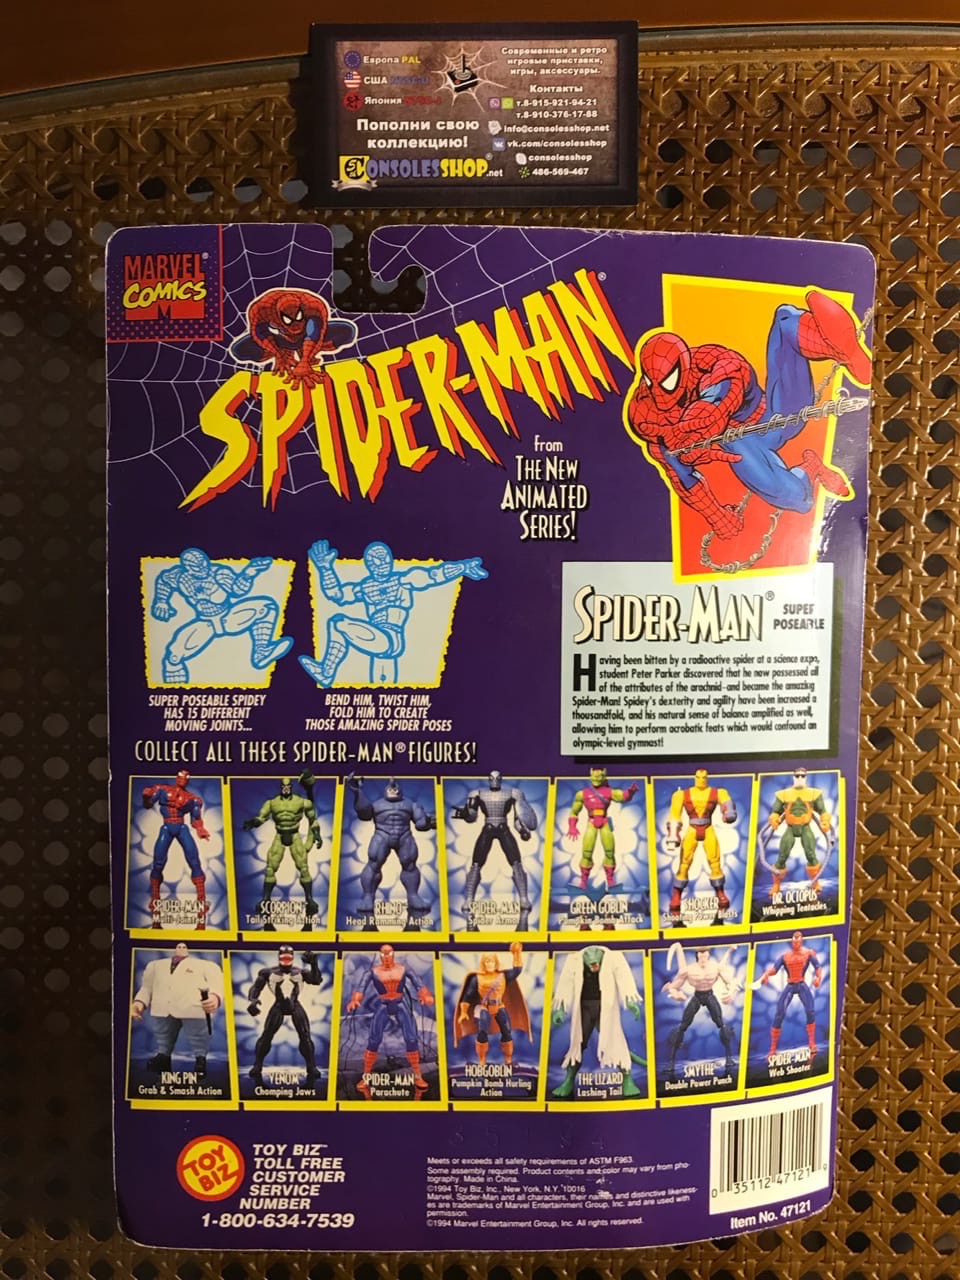 Европа PAL
США
Япония
Современные и ретро
игровые приставки,
игры, аксессуары.
Контакты
т.8-915-921-94-21
т.8-910-376-17-88
Пополни свою
коллекцию!
info@consolesshop.net
vk.com/consolesshop
consolesshop
486-569-467
CONSOLESSHOP.net
MARVEL®
COMICS
M
SPIDER-MAN®
from
THE NEW
ANIMATED
SERIES!
SPIDER-MAN®
SUPER
POSEABLE
Having been bitten by a radioactive spider at a science expo,
student Peter Parker discovered that he now possessed all
of the attributes of the arachnid-and became the amazing
Spider-Man! Spidey's dexterity and agility have been increased a
thousandfold, and his natural sense of balance amplified as well,
allowing him to perform acrobatic feats which would confound an
olympic-level gymnast!
SUPER POSEABLE SPIDEY
HAS 15 DIFFERENT
MOVING JOINTS...
BEND HIM, TWIST HIM,
FOLD HIM TO CREATE
THOSE AMAZING SPIDER POSES
COLLECT ALL THESE SPIDER-MAN® FIGURES!
SPIDER-MAN
Multi-Jointed
SCORPION
Tail Striking Action
RHINO
Head Ramming Action
SPIDER-MAN
Spider Armor
GREEN GOBLIN
Pumpkin Bomb Attack
SHOCKER
Shooting Power Blasts
DR. OCTOPUS
Whipping Tentacles
KING PIN™
Grab & Smash Action
VENOM™
Chomping Jaws
SPIDER-MAN™
Parachute
HOBGOBLIN™
Pumpkin Bomb Hurling
Action
THE LIZARD
Lashing Tail
SMYTHE™
Double Power Punch
SPIDER-MAN™
Web Shooter
TOY
BIZ
TOY BIZ™
TOLL FREE
CUSTOMER
SERVICE
NUMBER
1-800-634-7539
Meets or exceeds all safety requirements of ASTM F963.
Some assembly required. Product contents and color may vary from pho-
tography. Made in China.
©1994 Toy Biz, Inc., New York, N.Y. 10016
Marvel, Spider-Man and all characters, their names and distinctive likeness-
es are trademarks of Marvel Entertainment Group, Inc. and are used with
permission.
©1994 Marvel Entertainment Group, Inc. All rights reserved.
0 35112 47121 9
Item No. 47121